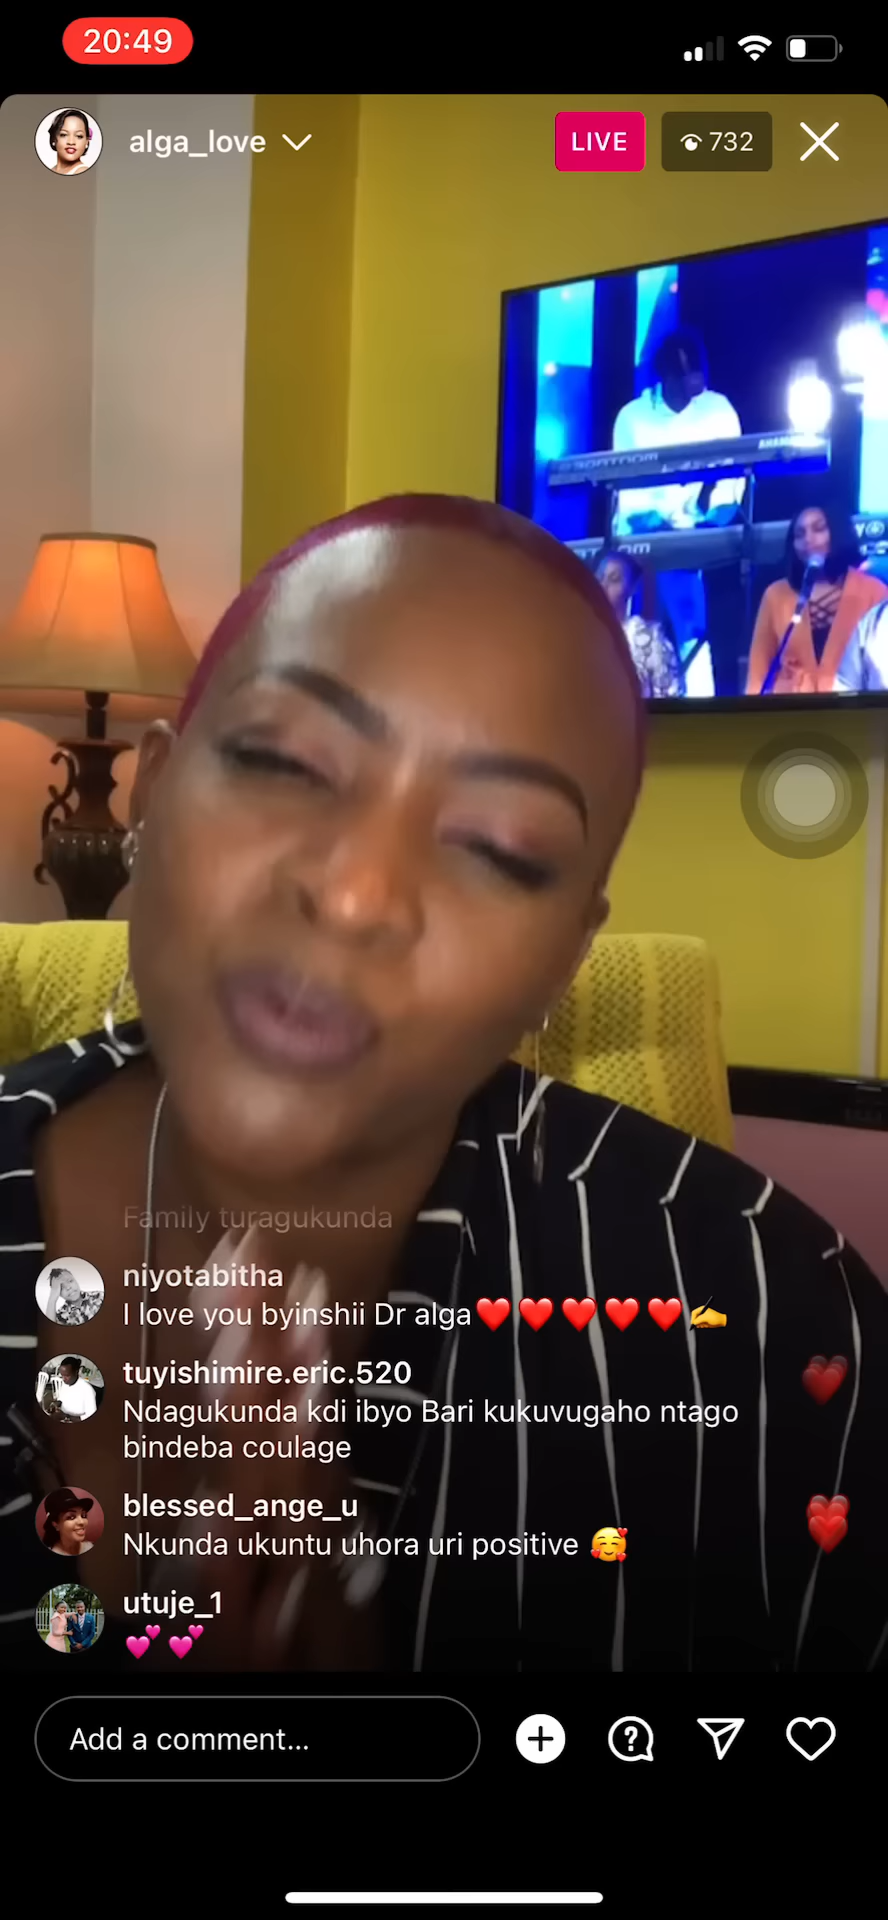 20:49
alga_love
LIVE
732
Family turagukunda
niyotabitha
I love you byinshii Dr alga❤️❤️❤️❤️❤️✍️
tuyishimire.eric.520
Ndagukunda kdi ibyo Bari kukuvugaho ntago
bindeba coulage
blessed_ange_u
Nkunda ukuntu uhora uri positive 🥰
utuje_1
💕💕
Add a comment...